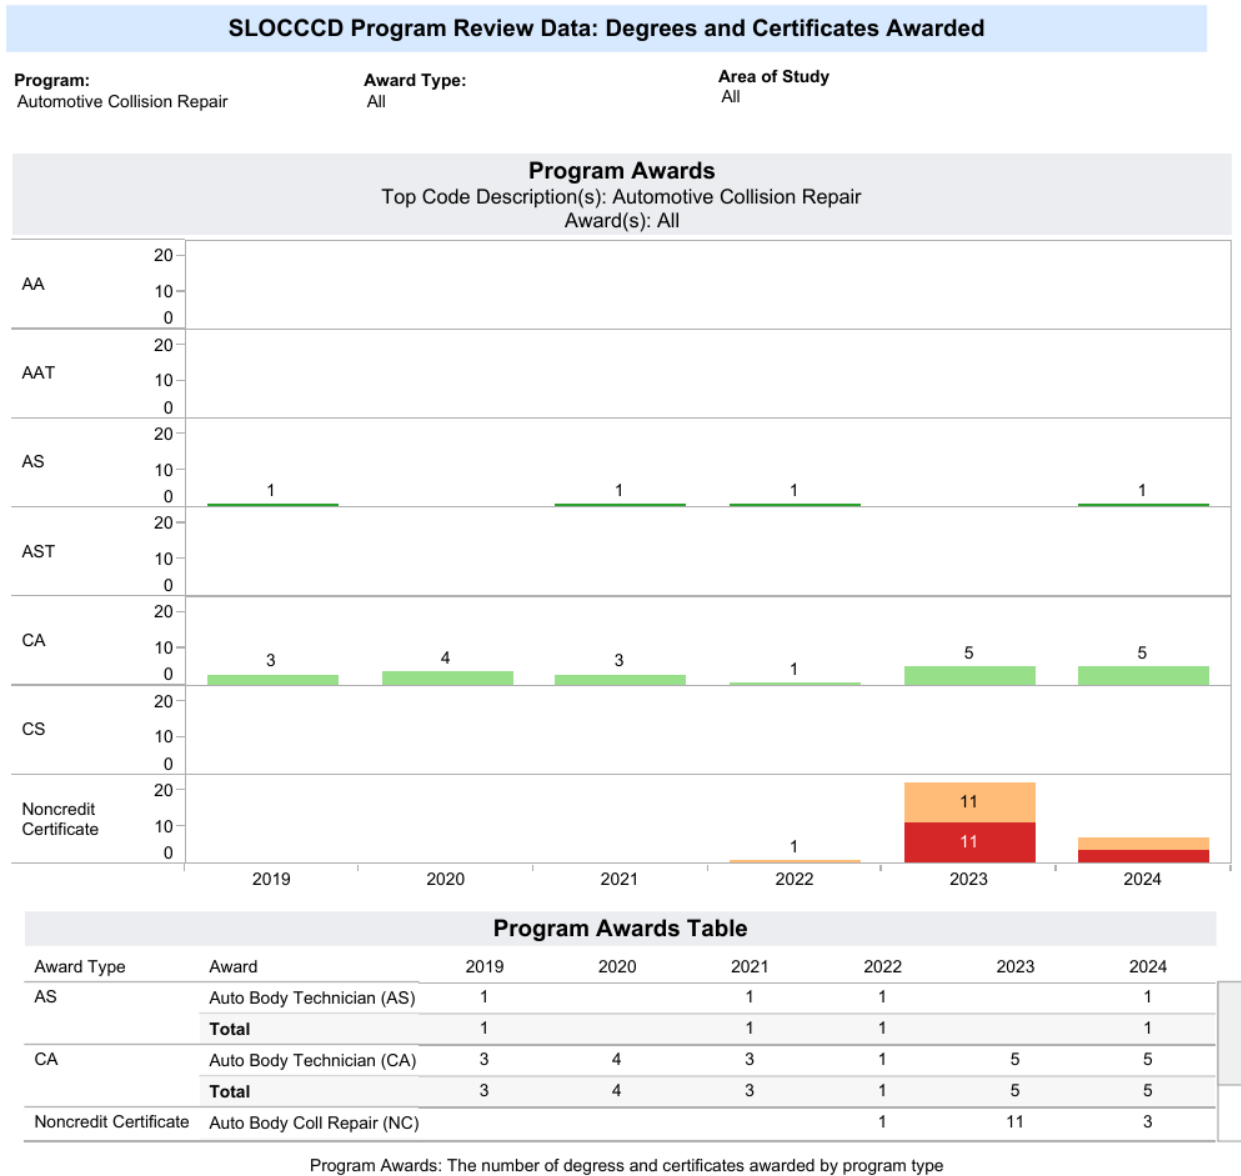 SLOCCCD Program Review Data: Degrees and Certificates Awarded
Program: Award Type: Area of Study
Automotive Collision Repair All All
Program Awards
Top Code Description(s): Automotive Collision Repair
Award(s): All
AA 20 10 0
AAT 20 10 0
AS 20 10 0 1 1 1 1
AST 20 10 0
CA 20 10 0 3 4 3 1 5 5
CS 20 10 0
Noncredit Certificate 20 10 0 1 11 11
2019 2020 2021 2022 2023 2024
Program Awards Table
Award Type Award 2019 2020 2021 2022 2023 2024
AS Auto Body Technician (AS) 1 1 1 1
Total 1 1 1 1
CA Auto Body Technician (CA) 3 4 3 1 5 5
Total 3 4 3 1 5 5
Noncredit Certificate Auto Body Coll Repair (NC) 1 11 3
Program Awards: The number of degress and certificates awarded by program type